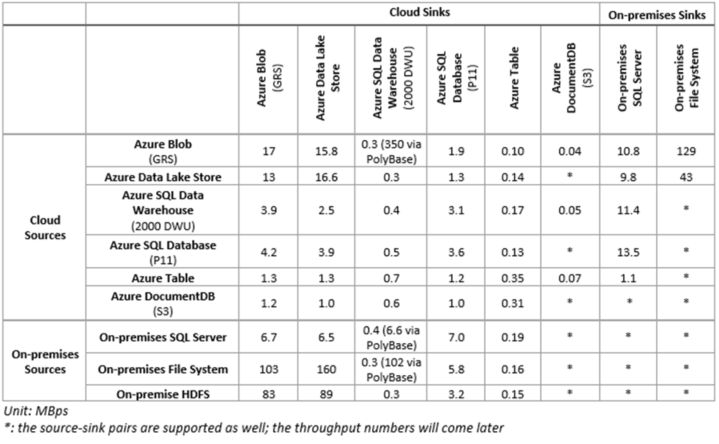 Cloud Sinks On-premises Sinks
Azure Blob (GRS) Azure Data Lake Store Azure SQL Data Warehouse (2000 DWU) Azure SQL Database (P11) Azure Table Azure DocumentDB (S3) On-premises SQL Server On-premises File System
Cloud Sources
Azure Blob (GRS) 17 15.8 0.3 (350 via PolyBase) 1.9 0.10 0.04 10.8 129
Azure Data Lake Store 13 16.6 0.3 1.3 0.14 * 9.8 43
Azure SQL Data Warehouse (2000 DWU) 3.9 2.5 0.4 3.1 0.17 0.05 11.4 *
Azure SQL Database (P11) 4.2 3.9 0.5 3.6 0.13 * 13.5 *
Azure Table 1.3 1.3 0.7 1.2 0.35 0.07 1.1 *
Azure DocumentDB (S3) 1.2 1.0 0.6 1.0 0.31 * * *
On-premises Sources
On-premises SQL Server 6.7 6.5 0.4 (6.6 via PolyBase) 7.0 0.19 * * *
On-premises File System 103 160 0.3 (102 via PolyBase) 5.8 0.16 * * *
On-premise HDFS 83 89 0.3 3.2 0.15 * * *
Unit: MBps
*: the source-sink pairs are supported as well; the throughput numbers will come later